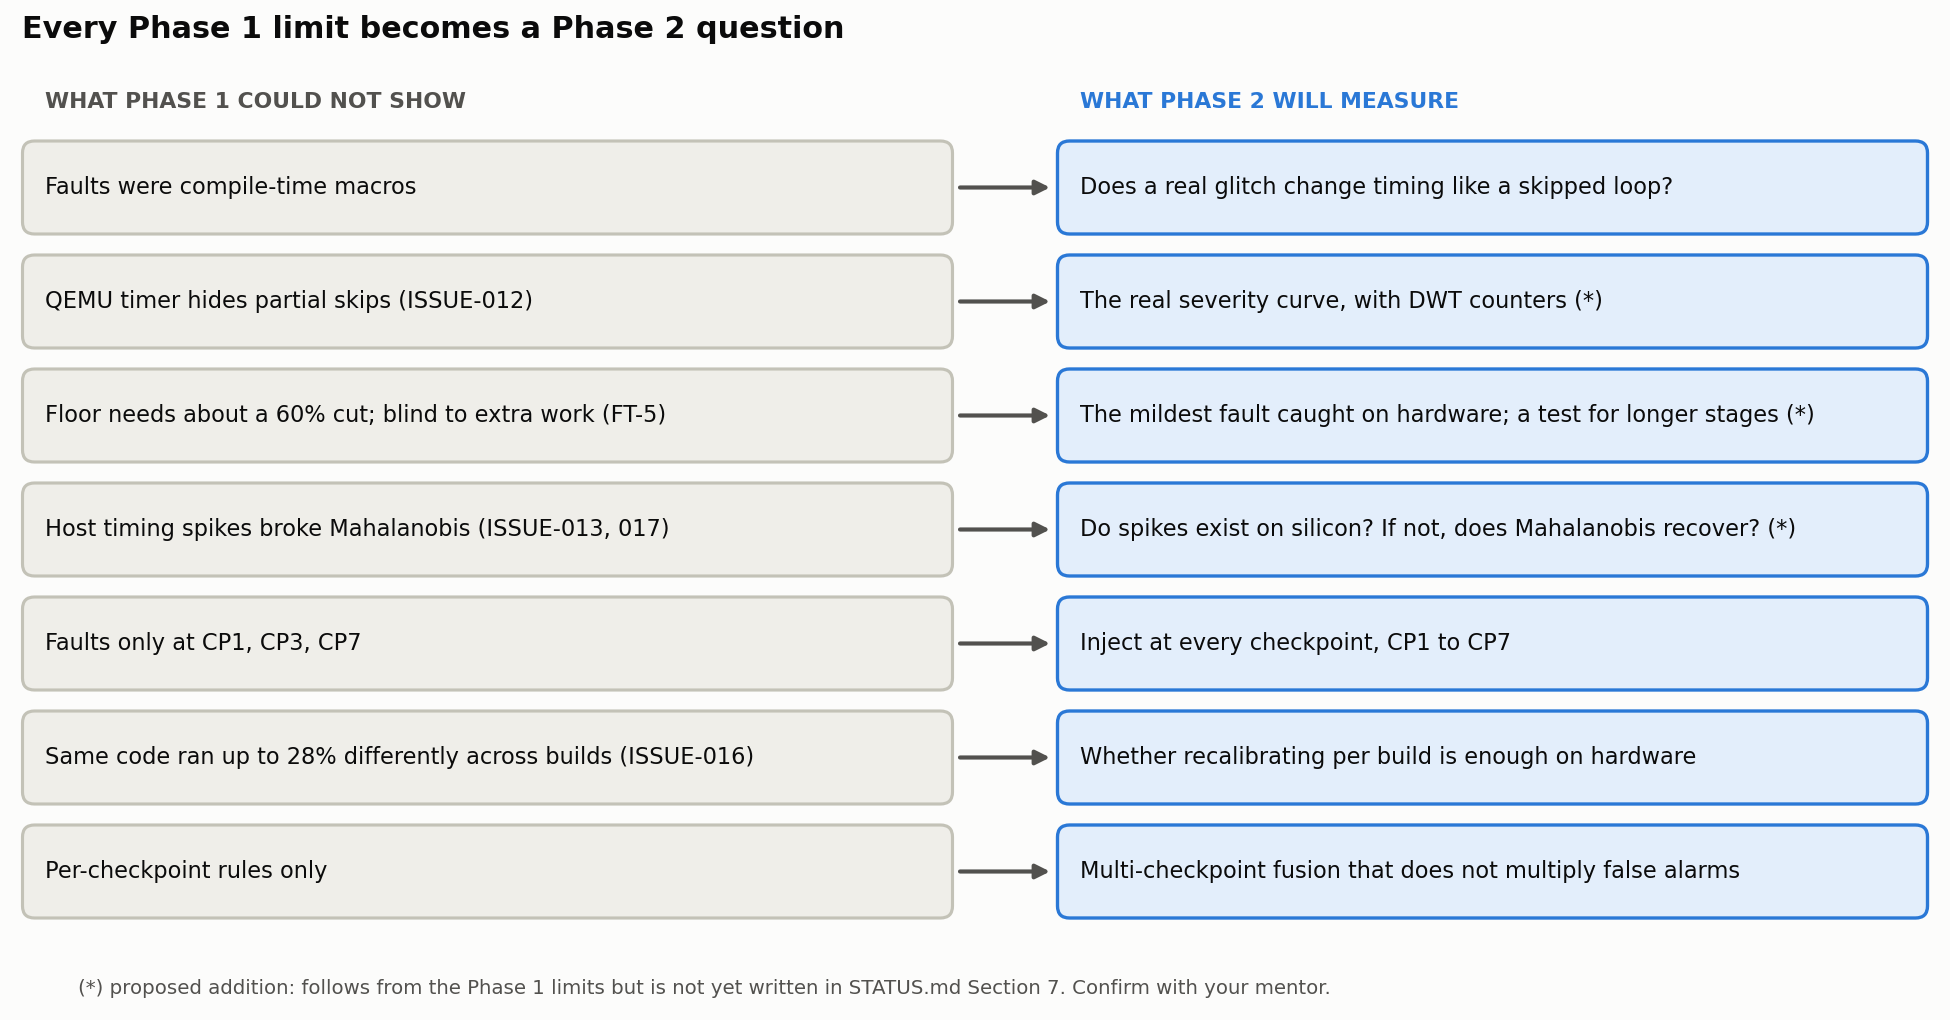 Every Phase 1 limit becomes a Phase 2 question
WHAT PHASE 1 COULD NOT SHOW
WHAT PHASE 2 WILL MEASURE
Faults were compile-time macros
Does a real glitch change timing like a skipped loop?
QEMU timer hides partial skips (ISSUE-012)
The real severity curve, with DWT counters (*)
Floor needs about a 60% cut; blind to extra work (FT-5)
The mildest fault caught on hardware; a test for longer stages (*)
Host timing spikes broke Mahalanobis (ISSUE-013, 017)
Do spikes exist on silicon? If not, does Mahalanobis recover? (*)
Faults only at CP1, CP3, CP7
Inject at every checkpoint, CP1 to CP7
Same code ran up to 28% differently across builds (ISSUE-016)
Whether recalibrating per build is enough on hardware
Per-checkpoint rules only
Multi-checkpoint fusion that does not multiply false alarms
(*) proposed addition: follows from the Phase 1 limits but is not yet written in STATUS.md Section 7. Confirm with your mentor.